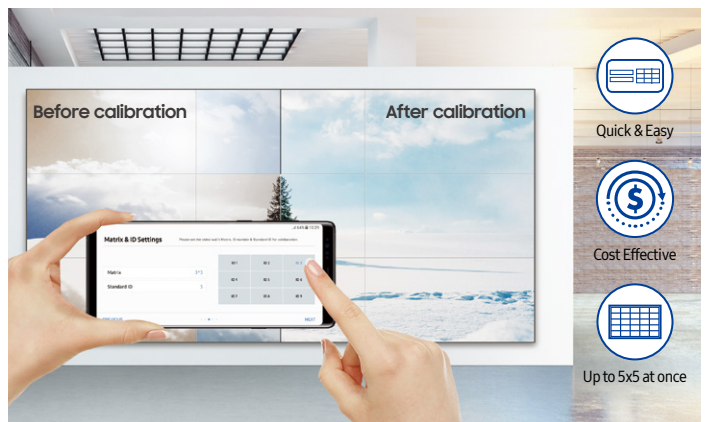 Before calibration
After calibration
Matrix & ID Settings
Matrix
Standard ID
NEXT
Quick & Easy
Cost Effective
Up to 5x5 at once